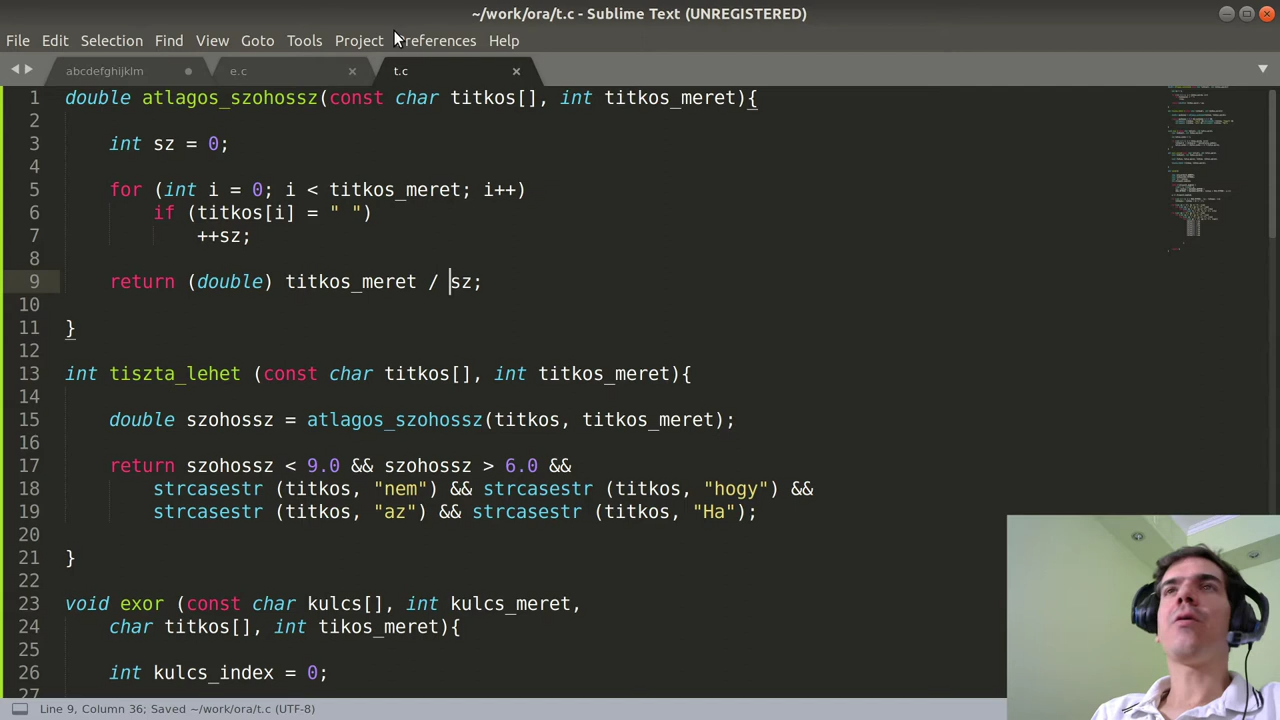 ~/work/ora/t.c - Sublime Text (UNREGISTERED)
File Edit Selection Find View Goto Tools Project Preferences Help
abcdefghijklm e.c t.c
1 double atlagos_szohossz(const char titkos[], int titkos_meret){
2
3 int sz = 0;
4
5 for (int i = 0; i < titkos_meret; i++)
6 if (titkos[i] = " ")
7 ++sz;
8
9 return (double) titkos_meret / sz;
10
11 }
12
13 int tiszta_lehet (const char titkos[], int titkos_meret){
14
15 double szohossz = atlagos_szohossz(titkos, titkos_meret);
16
17 return szohossz < 9.0 && szohossz > 6.0 &&
18 strcasestr (titkos, "nem") && strcasestr (titkos, "hogy") &&
19 strcasestr (titkos, "az") && strcasestr (titkos, "Ha");
20
21 }
22
23 void exor (const char kulcs[], int kulcs_meret,
24 char titkos[], int tikos_meret){
25
26 int kulcs_index = 0;
27
Line 9, Column 36; Saved ~/work/ora/t.c (UTF-8)